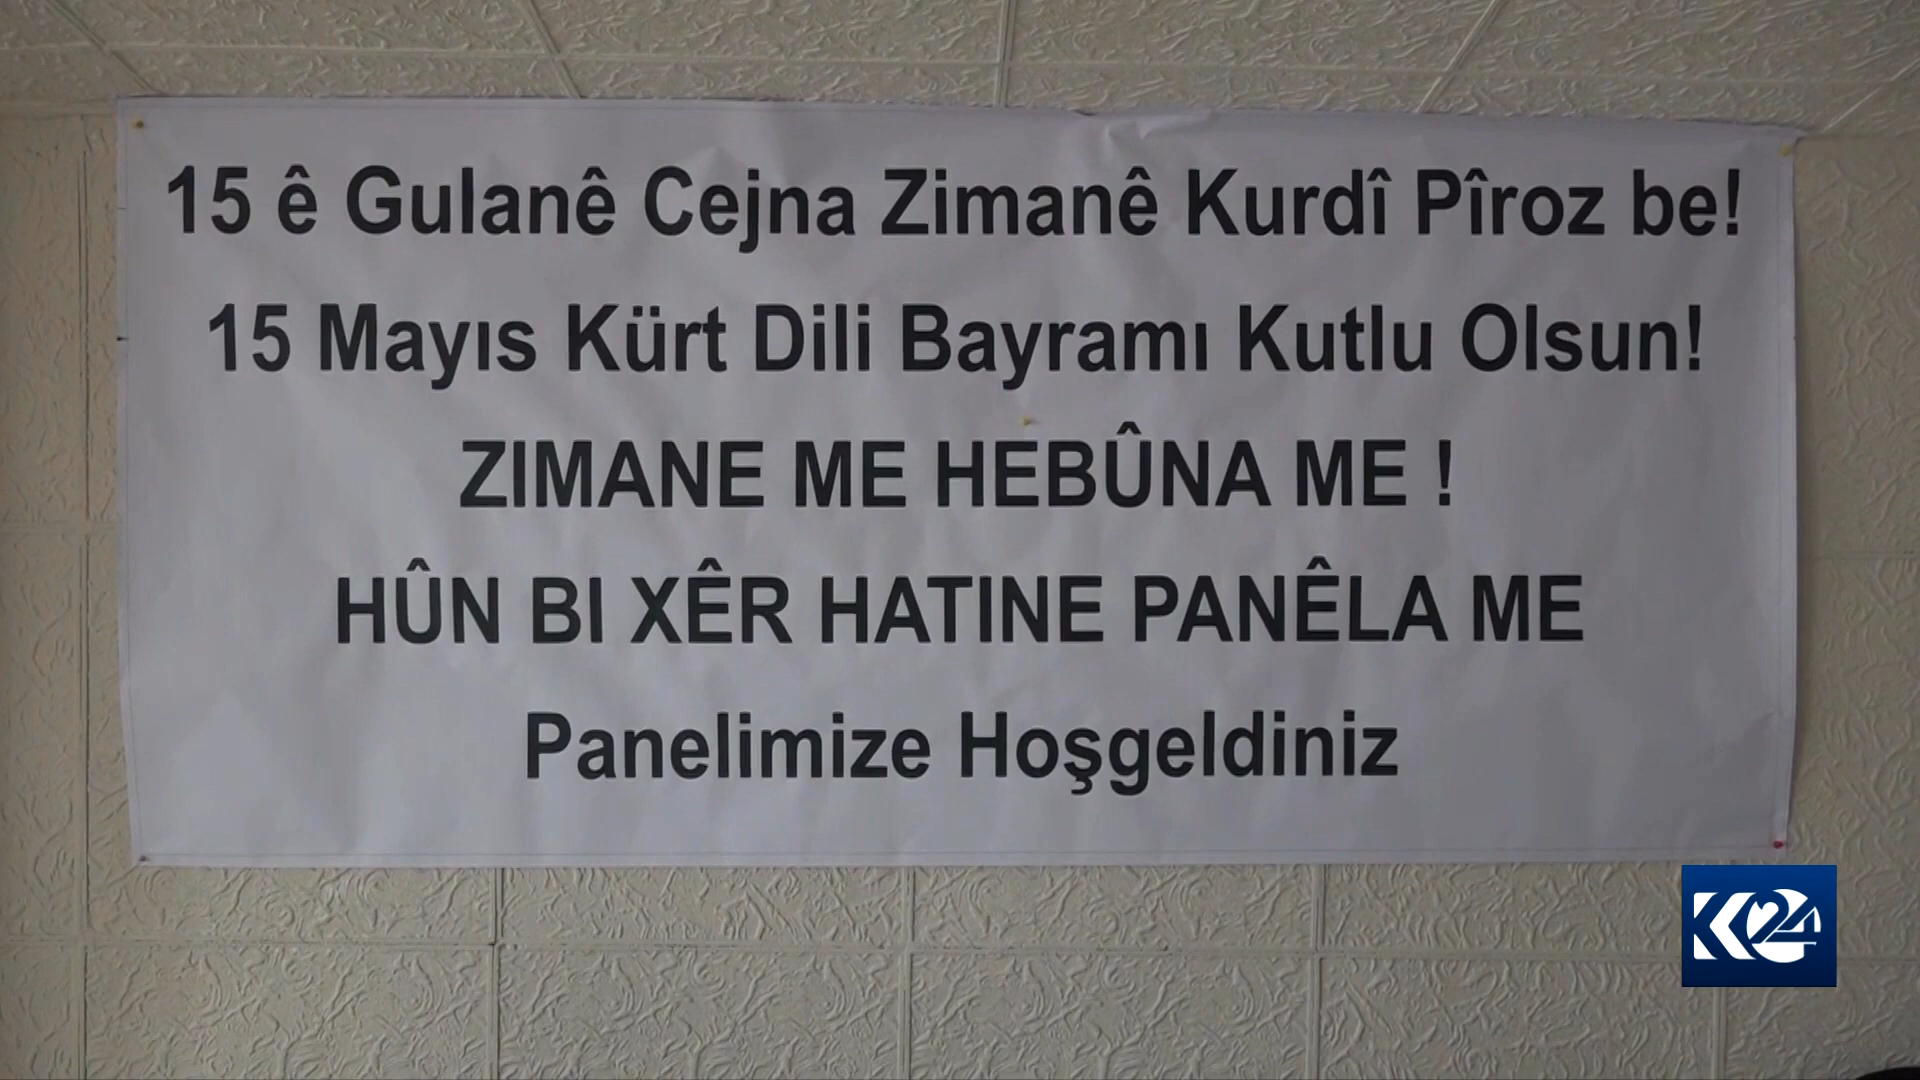 15 ê Gulanê Cejna Zimanê Kurdî Pîroz be!
15 Mayıs Kürt Dili Bayramı Kutlu Olsun!
ZIMANE ME HEBÛNA ME !
HÛN BI XÊR HATINE PANÊLA ME
Panelimize Hoşgeldiniz
K24